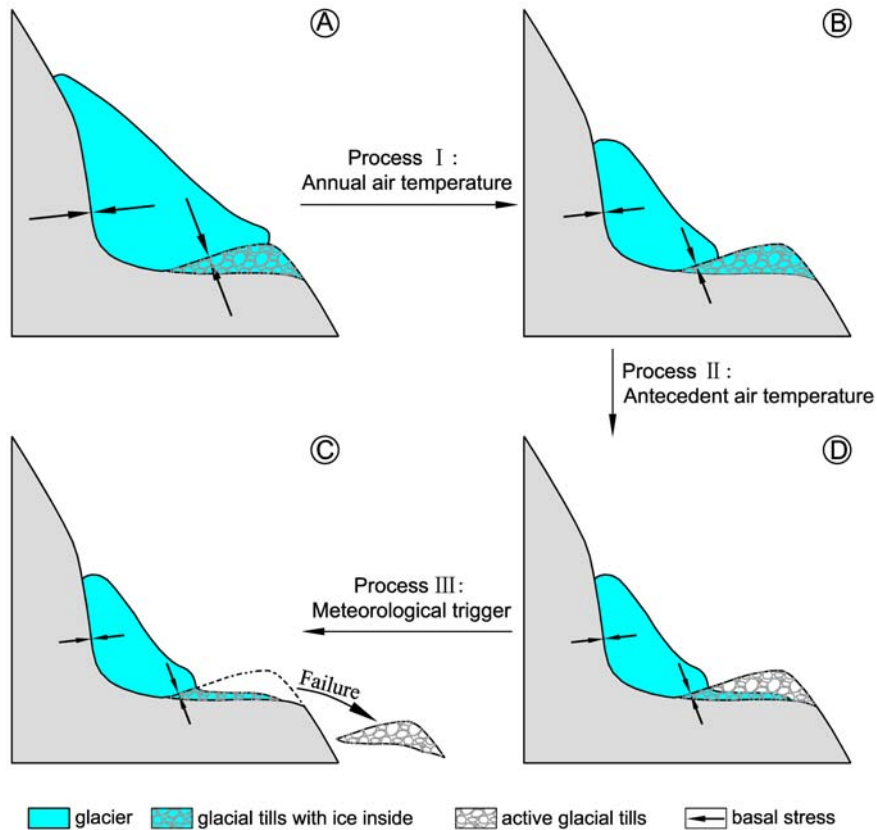 Ⓐ
Ⓑ
Process Ⅰ:
Annual air temperature
Process Ⅱ:
Antecedent air temperature
Ⓒ
Ⓓ
Process Ⅲ:
Meteorological trigger
Failure
glacier
glacial tills with ice inside
active glacial tills
basal stress